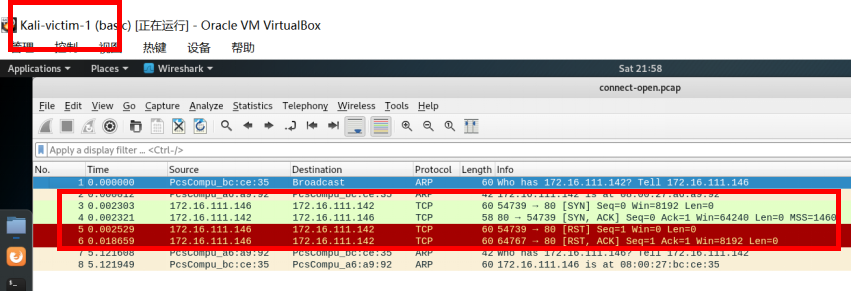 Kali-victim-1 (basic) [正在运行] - Oracle VM VirtualBox
管理 控制 视图 热键 设备 帮助
Applications Places Wireshark Sat 21:58
connect-open.pcap
File Edit View Go Capture Analyze Statistics Telephony Wireless Tools Help
Apply a display filter ... <Ctrl-/>
No. Time Source Destination Protocol Length Info
1 0.000000 PcsCompu_bc:ce:35 Broadcast ARP 60 Who has 172.16.111.142? Tell 172.16.111.146
2 0.000012 PcsCompu_a6:a9:92 PcsCompu_bc:ce:35 ARP 42 172.16.111.142 is at 08:00:27:a6:a9:92
3 0.002303 172.16.111.146 172.16.111.142 TCP 60 54739 → 80 [SYN] Seq=0 Win=8192 Len=0
4 0.002321 172.16.111.142 172.16.111.146 TCP 58 80 → 54739 [SYN, ACK] Seq=0 Ack=1 Win=64240 Len=0 MSS=1460
5 0.002529 172.16.111.146 172.16.111.142 TCP 60 54739 → 80 [RST] Seq=1 Win=0 Len=0
6 0.018659 172.16.111.146 172.16.111.142 TCP 60 64767 → 80 [RST, ACK] Seq=1 Ack=1 Win=8192 Len=0
7 5.121608 PcsCompu_a6:a9:92 PcsCompu_bc:ce:35 ARP 42 Who has 172.16.111.146? Tell 172.16.111.142
8 5.121949 PcsCompu_bc:ce:35 PcsCompu_a6:a9:92 ARP 60 172.16.111.146 is at 08:00:27:bc:ce:35